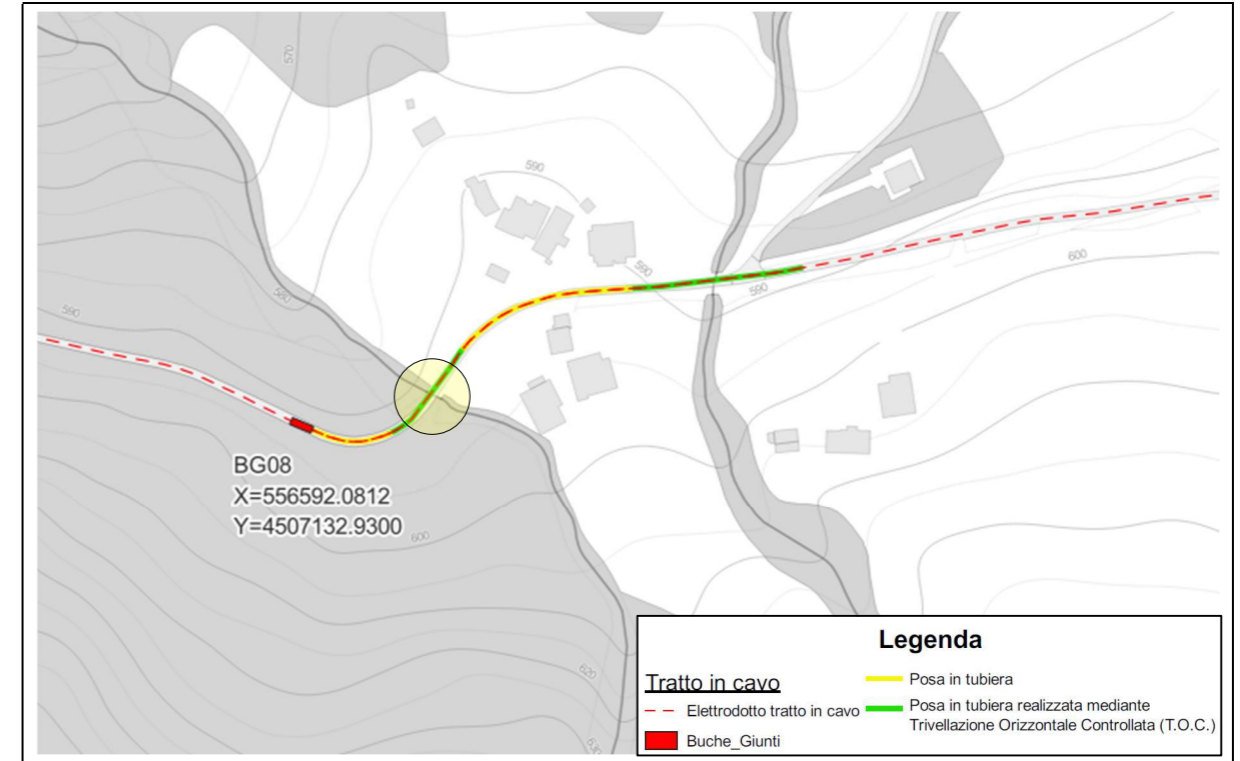 570
590
580
590
590
590
600
BG08
X=556592.0812
Y=4507132.9300
600
620
630
Legenda
Tratto in cavo
Elettrodotto tratto in cavo
Buche_Giunti
Posa in tubiera
Posa in tubiera realizzata mediante
Trivellazione Orizzontale Controllata (T.O.C.)